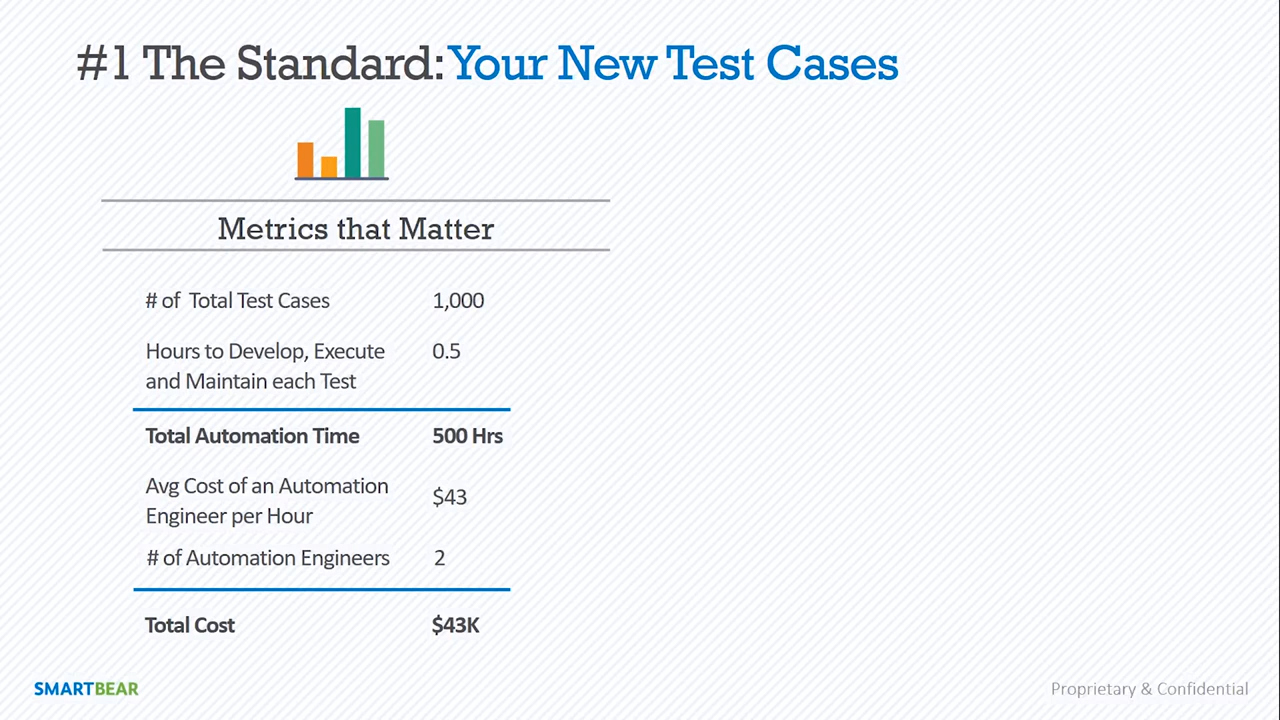 #1 The Standard: Your New Test Cases
Metrics that Matter
# of Total Test Cases 1,000
Hours to Develop, Execute 0.5
and Maintain each Test
Total Automation Time 500 Hrs
Avg Cost of an Automation
Engineer per Hour $43
# of Automation Engineers 2
Total Cost $43K
SMARTBEAR Proprietary & Confidential